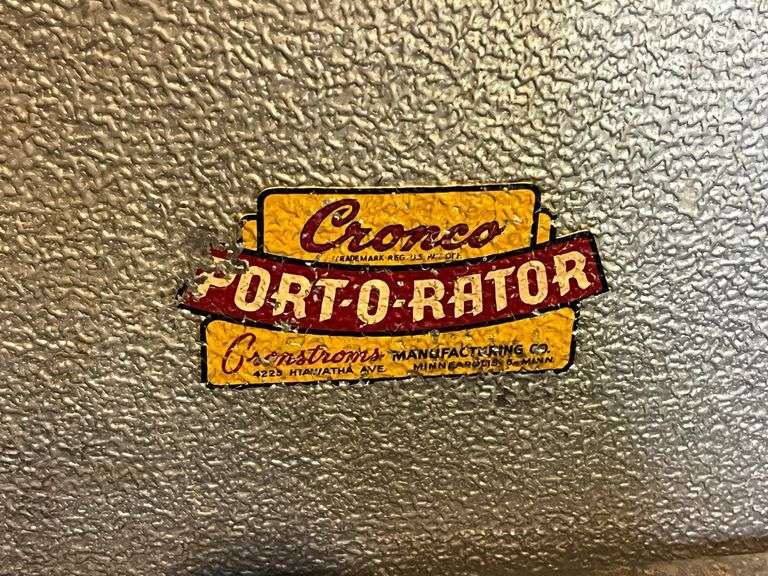 Cronco
TRADEMARK REG. U.S. PAT. OFF.
PORT-O-RATOR
Cronstroms MANUFACTURING CO.
4225 HIAWATHA AVE. MINNEAPOLIS, MINN